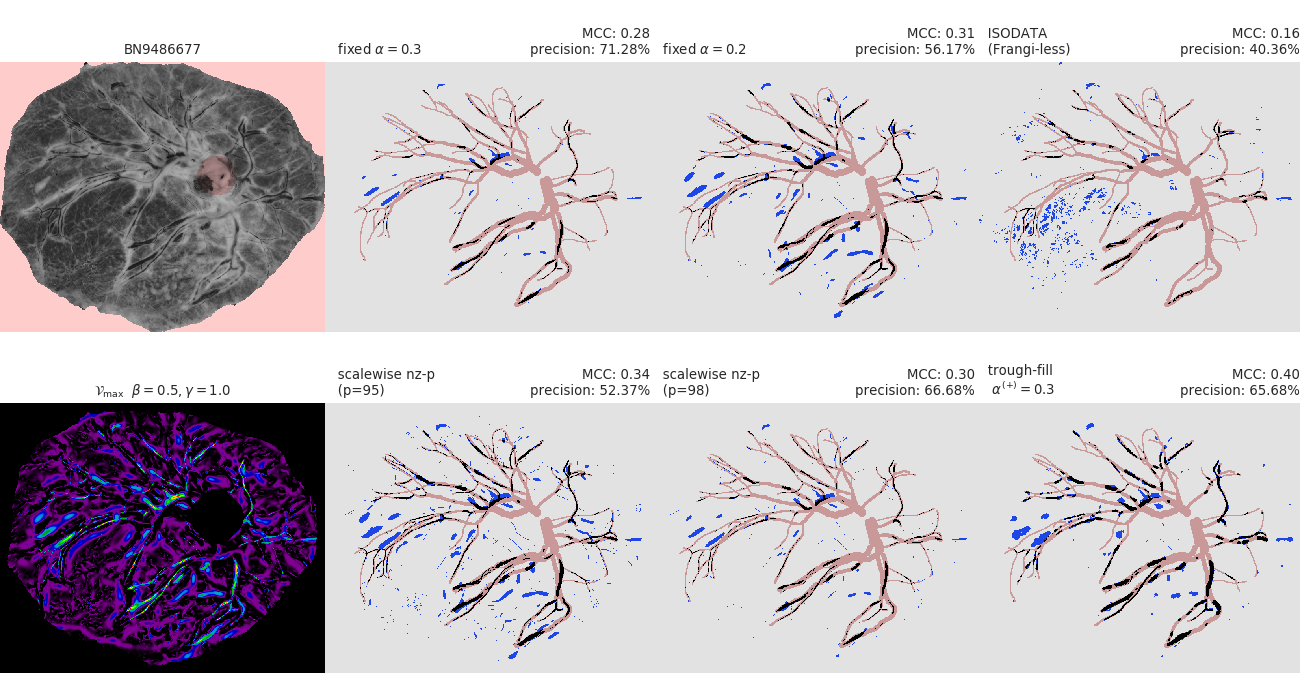 BN9486677
fixed α = 0.3
MCC: 0.28
precision: 71.28%
fixed α = 0.2
MCC: 0.31
precision: 56.17%
ISODATA
(Frangi-less)
MCC: 0.16
precision: 40.36%
𝒱max β = 0.5, γ = 1.0
scalewise nz-p
(p=95)
MCC: 0.34
precision: 52.37%
scalewise nz-p
(p=98)
MCC: 0.30
precision: 66.68%
trough-fill
α(+) = 0.3
MCC: 0.40
precision: 65.68%